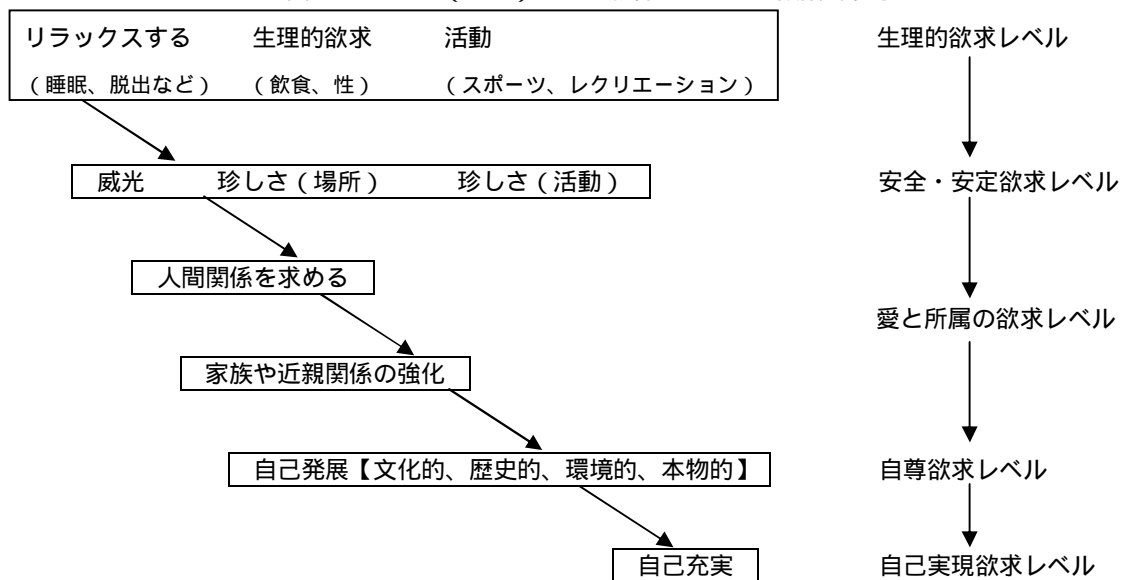 リラックスする 生理的欲求 活動 生理的欲求レベル
(睡眠、脱出など) (飲食、性) (スポーツ、レクリエーション)
威光 珍しさ(場所) 珍しさ(活動) 安全・安定欲求レベル
人間関係を求める
愛と所属の欲求レベル
家族や近親関係の強化
自己発展【文化的、歴史的、環境的、本物的】 自尊欲求レベル
自己充実 自己実現欲求レベル